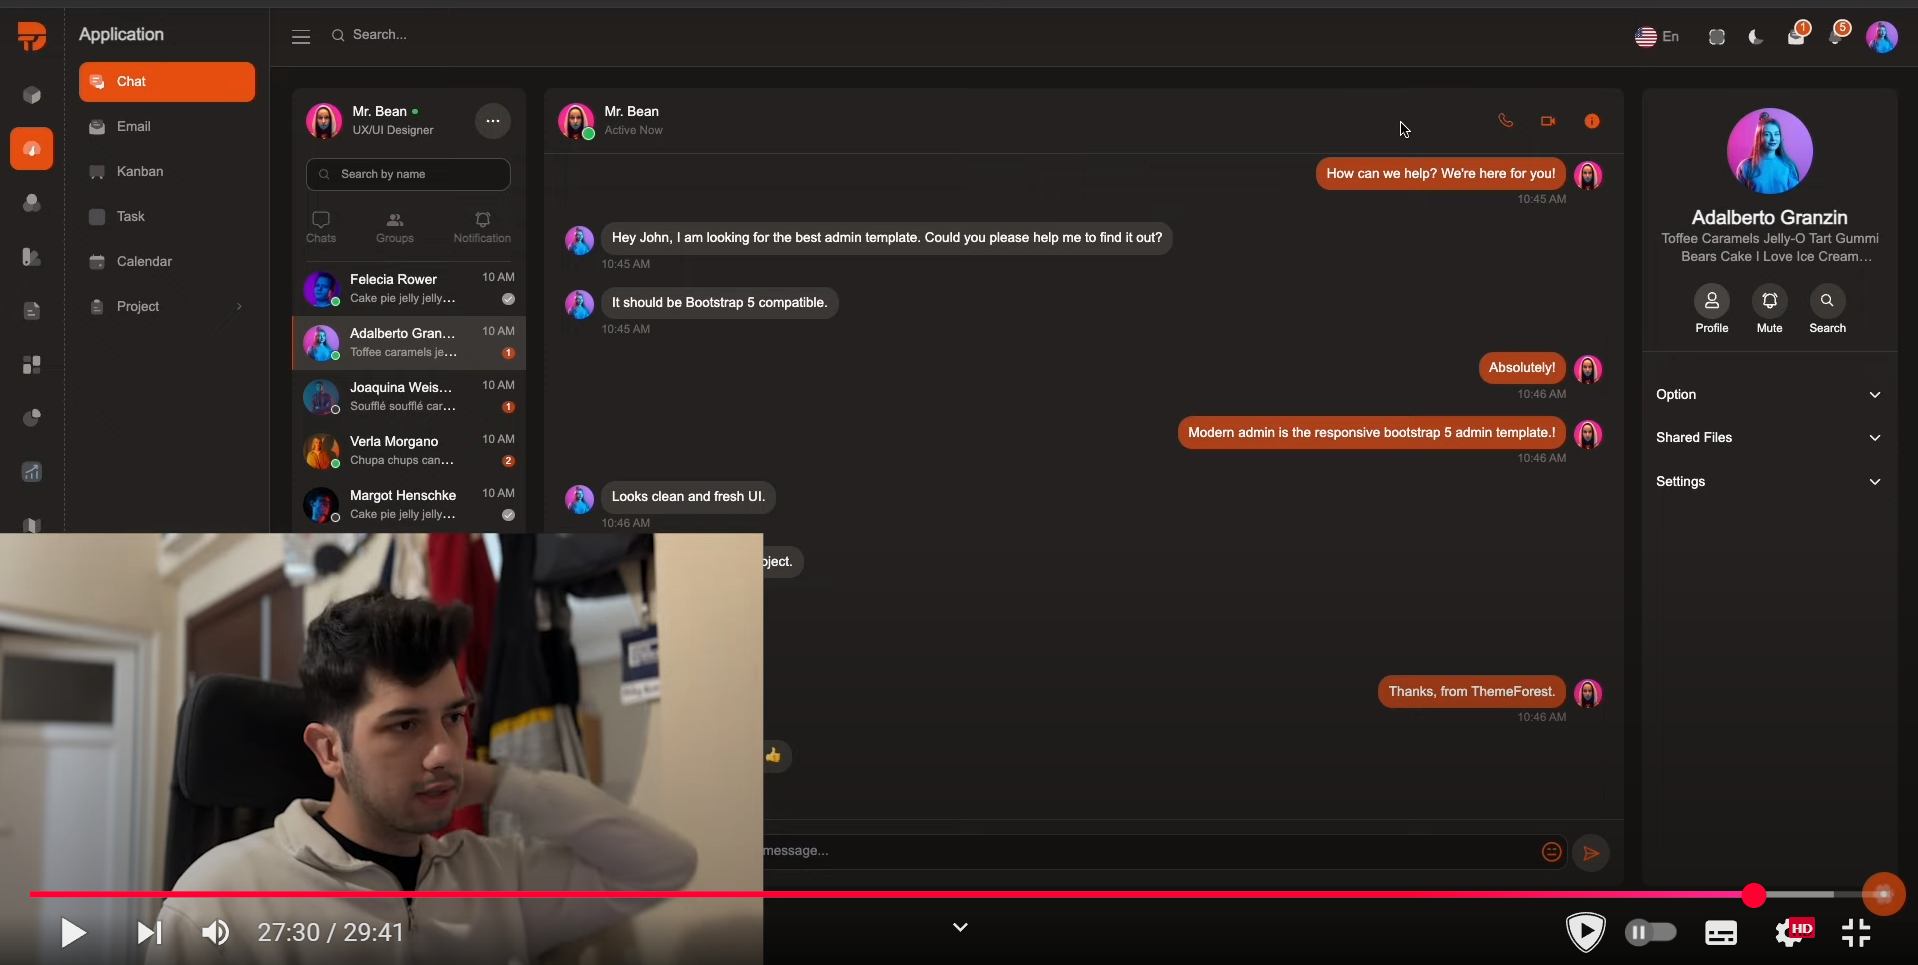 Application
Search...
En
1
5
Chat
Email
Kanban
Task
Calendar
Project
Mr. Bean
UX/UI Designer
...
Search by name
Chats
Groups
Notification
Felecia Rower
10 AM
Cake pie jelly jelly...
Adalberto Gran...
10 AM
Toffee caramels je...
1
Joaquina Weis...
10 AM
Soufflé soufflé car...
1
Verla Morgano
10 AM
Chupa chups can...
2
Margot Henschke
10 AM
Cake pie jelly jelly...
Mr. Bean
Active Now
How can we help? We're here for you!
10:45 AM
Hey John, I am looking for the best admin template. Could you please help me to find it out?
10:45 AM
It should be Bootstrap 5 compatible.
10:45 AM
Absolutely!
10:46 AM
Modern admin is the responsive bootstrap 5 admin template.!
10:46 AM
Looks clean and fresh UI.
10:46 AM
oject.
Thanks, from ThemeForest.
10:46 AM
message...
Adalberto Granzin
Toffee Caramels Jelly-O Tart Gummi
Bears Cake I Love Ice Cream...
Profile
Mute
Search
Option
Shared Files
Settings
27:30 / 29:41
HD